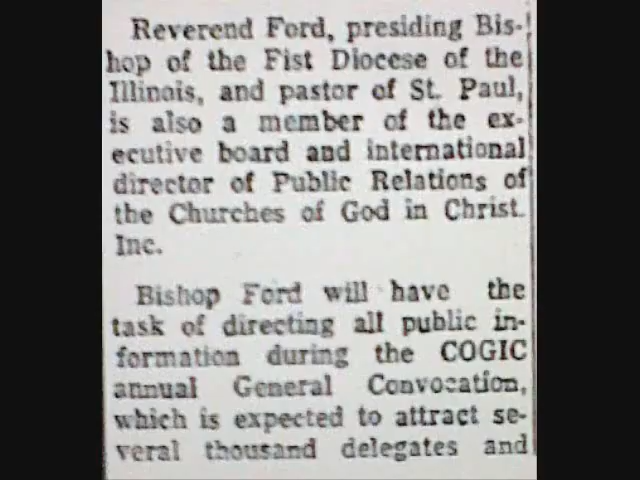 Reverend Ford, presiding Bis-
hop of the Fist Diocese of the
Illinois, and pastor of St. Paul,
is also a member of the ex-
ecutive board and international
director of Public Relations of
the Churches of God in Christ.
Inc.
Bishop Ford will have the
task of directing all public in-
formation during the COGIC
annual General Convocation,
which is expected to attract se-
veral thousand delegates and